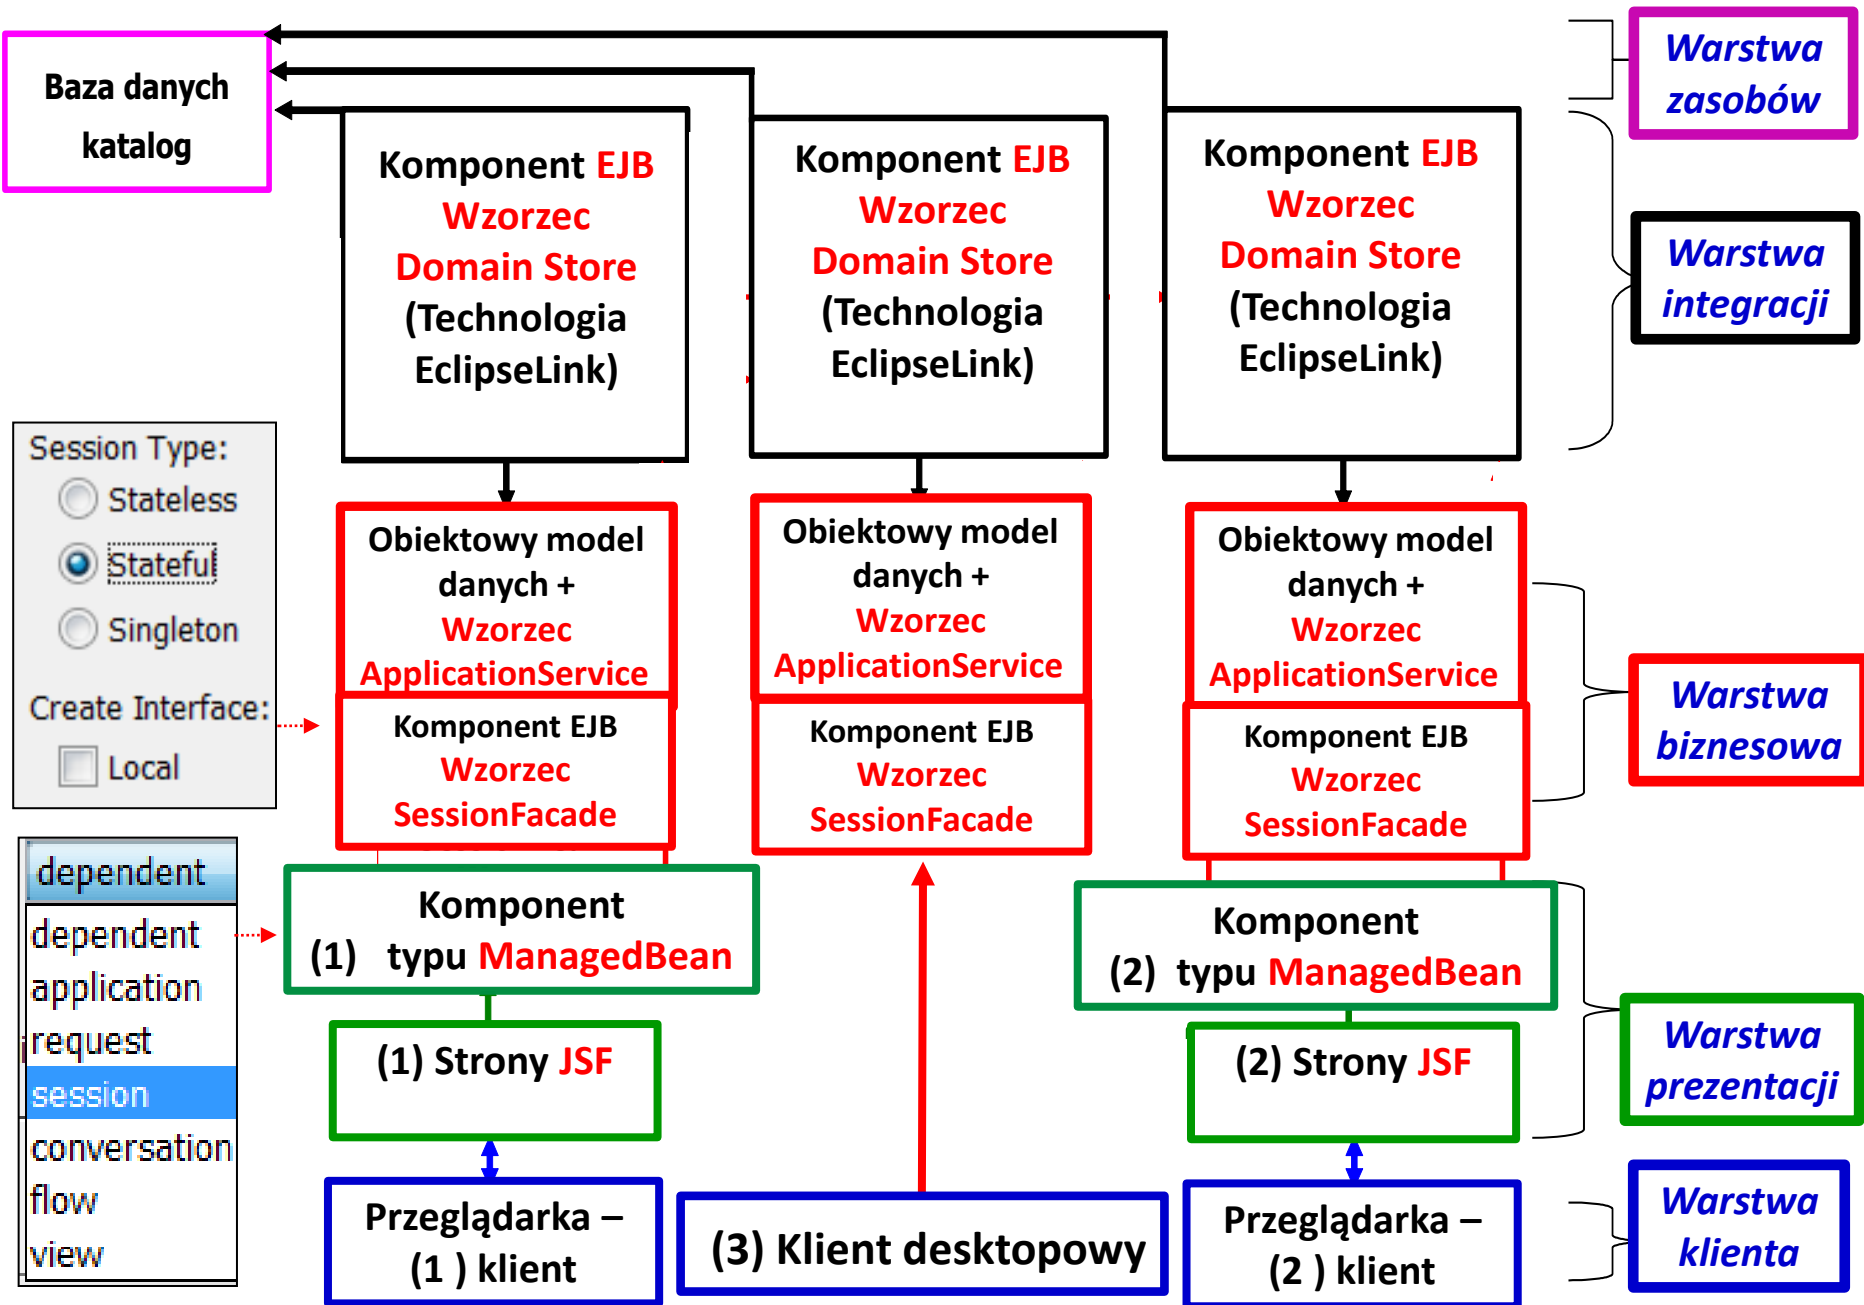 Baza danych
katalog
Komponent EJB
Wzorzec
Domain Store
(Technologia
EclipseLink)
Komponent EJB
Wzorzec
Domain Store
(Technologia
EclipseLink)
Komponent EJB
Wzorzec
Domain Store
(Technologia
EclipseLink)
Warstwa
zasobów
Warstwa
integracji
Session Type:
Stateless
Stateful
Singleton
Create Interface:
Local
Obiektowy model
danych +
Wzorzec
ApplicationService
Komponent EJB
Wzorzec
SessionFacade
Obiektowy model
danych +
Wzorzec
ApplicationService
Komponent EJB
Wzorzec
SessionFacade
Obiektowy model
danych +
Wzorzec
ApplicationService
Komponent EJB
Wzorzec
SessionFacade
Warstwa
biznesowa
dependent
dependent
application
request
session
conversation
flow
view
Komponent
(1) typu ManagedBean
(1) Strony JSF
Przeglądarka –
(1 ) klient
(3) Klient desktopowy
Komponent
(2) typu ManagedBean
(2) Strony JSF
Przeglądarka –
(2 ) klient
Warstwa
prezentacji
Warstwa
klienta